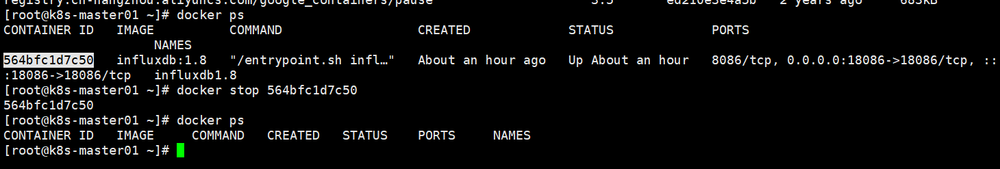 registry.cn-hangzhou.aliyuncs.com/google_containers/pause 3.5 ed210e3e4a5b 2 years ago 683kB
[root@k8s-master01 ~]# docker ps
CONTAINER ID IMAGE COMMAND CREATED STATUS PORTS
NAMES
564bfc1d7c50 influxdb:1.8 "/entrypoint.sh infl…" About an hour ago Up About an hour 8086/tcp, 0.0.0.0:18086->18086/tcp, ::
:18086->18086/tcp influxdb1.8
[root@k8s-master01 ~]# docker stop 564bfc1d7c50
564bfc1d7c50
[root@k8s-master01 ~]# docker ps
CONTAINER ID IMAGE COMMAND CREATED STATUS PORTS NAMES
[root@k8s-master01 ~]#